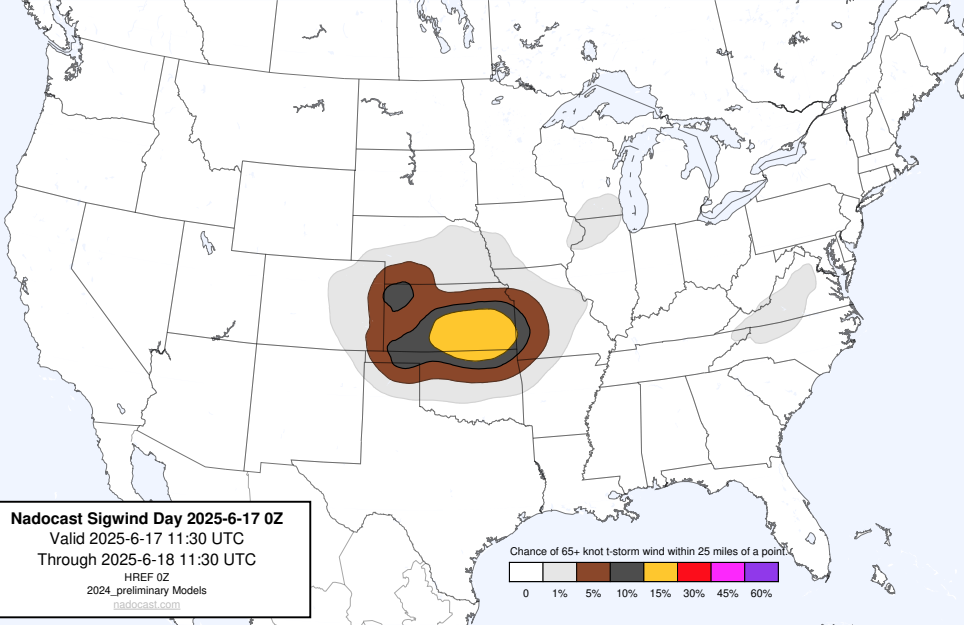 Nadocast Sigwind Day 2025-6-17 0Z
Valid 2025-6-17 11:30 UTC
Through 2025-6-18 11:30 UTC
HREF 0Z
2024_preliminary Models
nadocast.com
Chance of 65+ knot t-storm wind within 25 miles of a point.
0 1% 5% 10% 15% 30% 45% 60%